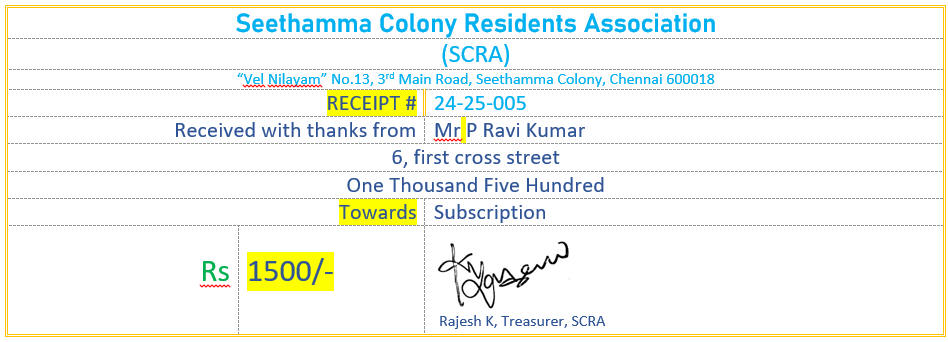 Seethamma Colony Residents Association
(SCRA)
“Vel Nilayam” No.13, 3rd Main Road, Seethamma Colony, Chennai 600018
RECEIPT # 24-25-005
Received with thanks from Mr P Ravi Kumar
6, first cross street
One Thousand Five Hundred
Towards Subscription
Rs 1500/-
Rajesh K, Treasurer, SCRA